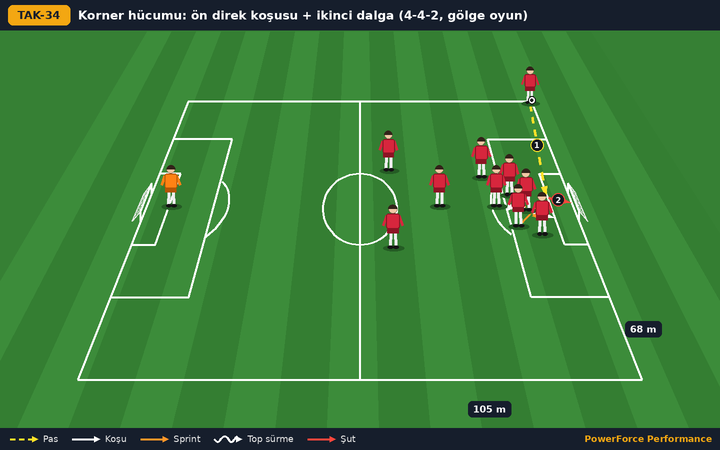 TAK-34 Korner hücumu: ön direk koşusu + ikinci dalga (4-4-2, gölge oyun)
1
2
68 m
105 m
Pas Koşu Sprint Top sürme Şut PowerForce Performance